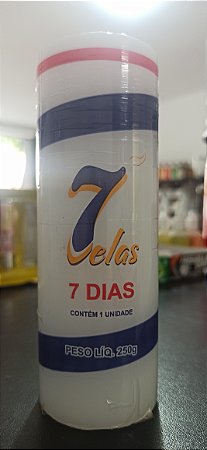 7
Velas
7 DIAS
CONTÉM 1 UNIDADE
PESO LÍQ. 250g